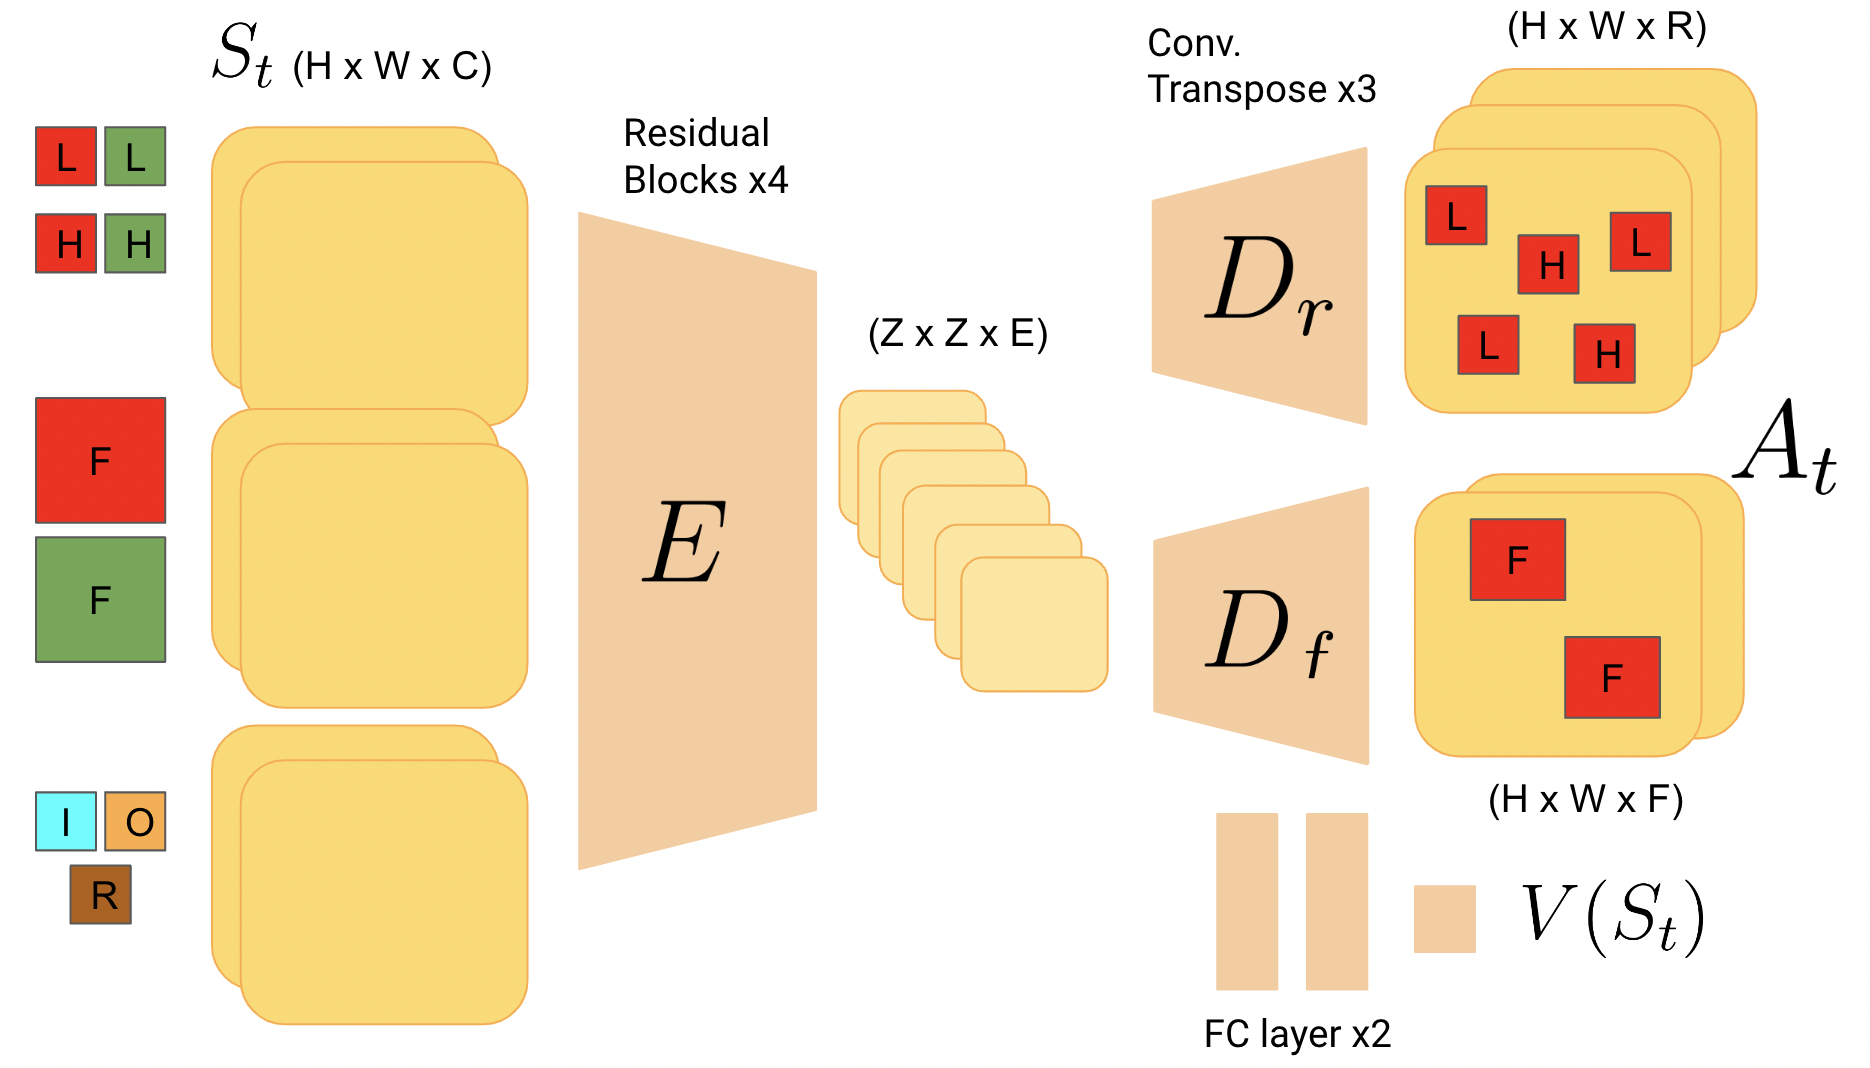 S_t (H x W x C)
L L
H H
F
F
I O
R
Residual
Blocks x4
E
(Z x Z x E)
Conv.
Transpose x3
D_r
D_f
FC layer x2
(H x W x R)
L
L
H
L
H
A_t
F
F
(H x W x F)
V(S_t)